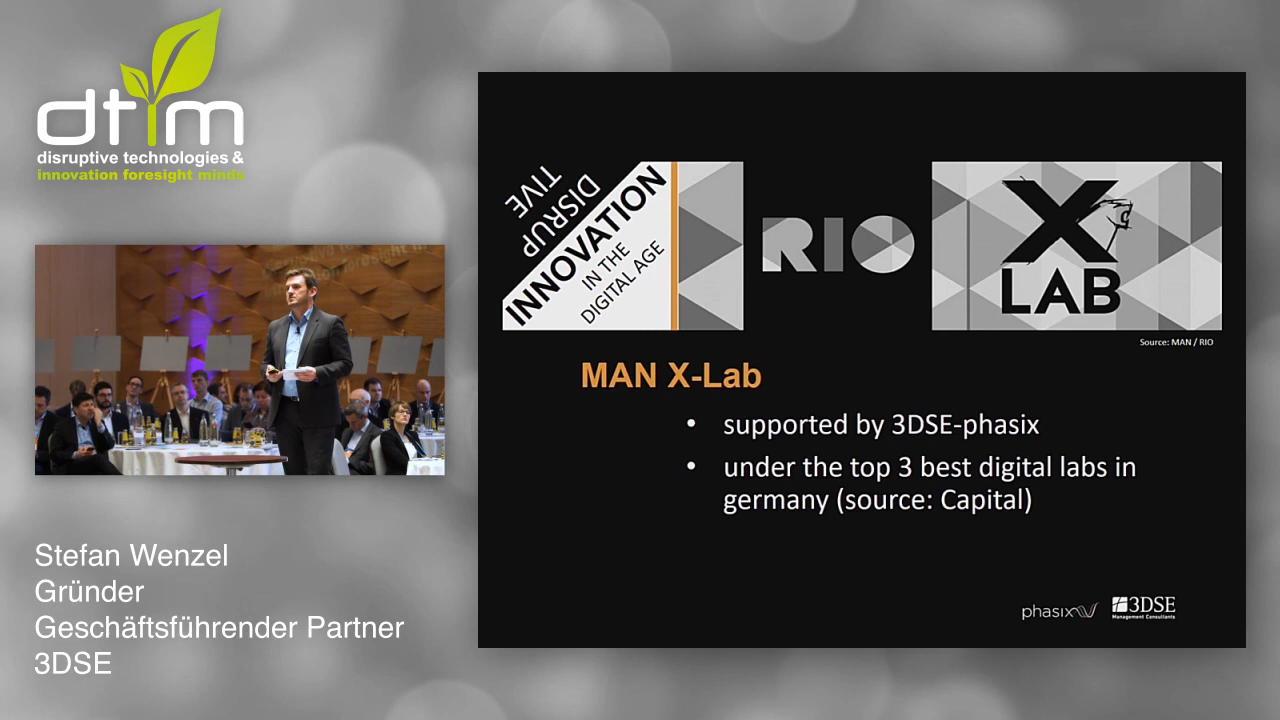 dtim
disruptive technologies &
innovation foresight minds
DISRUP
TIVE
INNOVATION
IN THE
DIGITAL AGE
RIO
X
LAB
Source: MAN / RIO
MAN X-Lab
• supported by 3DSE-phasix
• under the top 3 best digital labs in
germany (source: Capital)
phasix
3DSE
Management Consultants
Stefan Wenzel
Gründer
Geschäftsführender Partner
3DSE